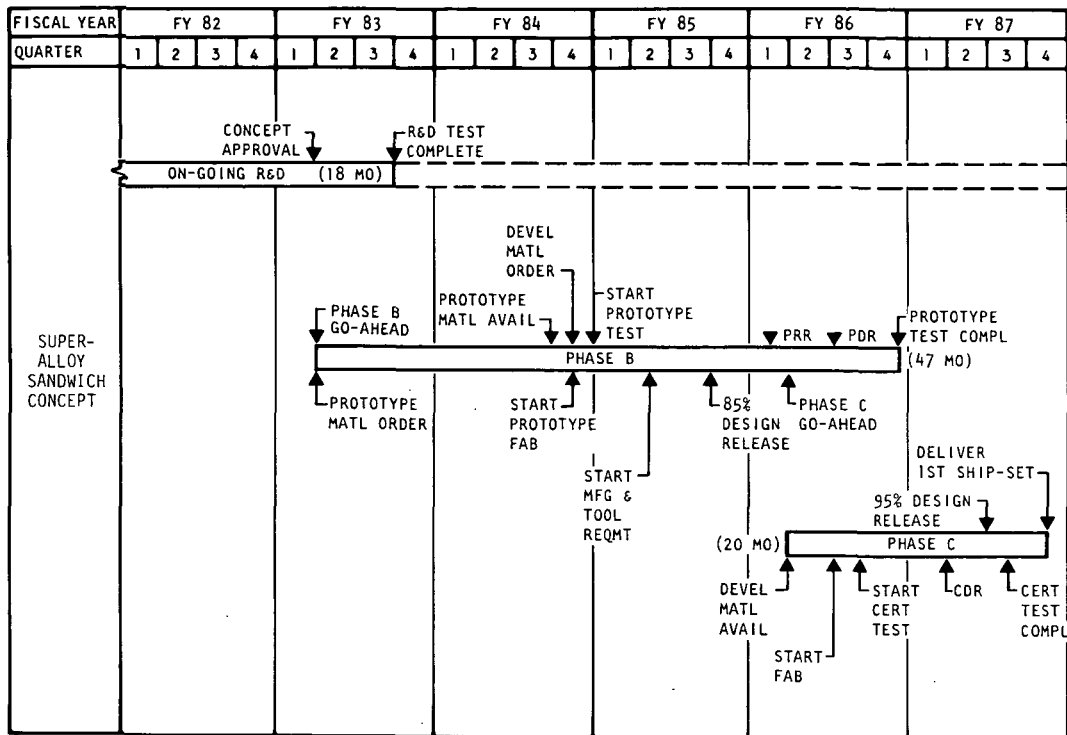 FISCAL YEAR FY 82 FY 83 FY 84 FY 85 FY 86 FY 87
QUARTER 1 2 3 4 1 2 3 4 1 2 3 4 1 2 3 4 1 2 3 4 1 2 3 4
CONCEPT
APPROVAL
R&D TEST
COMPLETE
ON-GOING R&D (18 MO)
SUPER-
ALLOY
SANDWICH
CONCEPT
PHASE B
GO-AHEAD
PROTOTYPE
MATL AVAIL
DEVEL
MATL
ORDER
START
PROTOTYPE
TEST
PRR
PDR
PROTOTYPE
TEST COMPL
PHASE B
(47 MO)
PROTOTYPE
MATL ORDER
START
PROTOTYPE
FAB
START
MFG &
TOOL
REQMT
85%
DESIGN
RELEASE
PHASE C
GO-AHEAD
DELIVER
1ST SHIP-SET
95% DESIGN
RELEASE
(20 MO)
PHASE C
DEVEL
MATL
AVAIL
START
FAB
START
CERT
TEST
CDR
CERT
TEST
COMPL